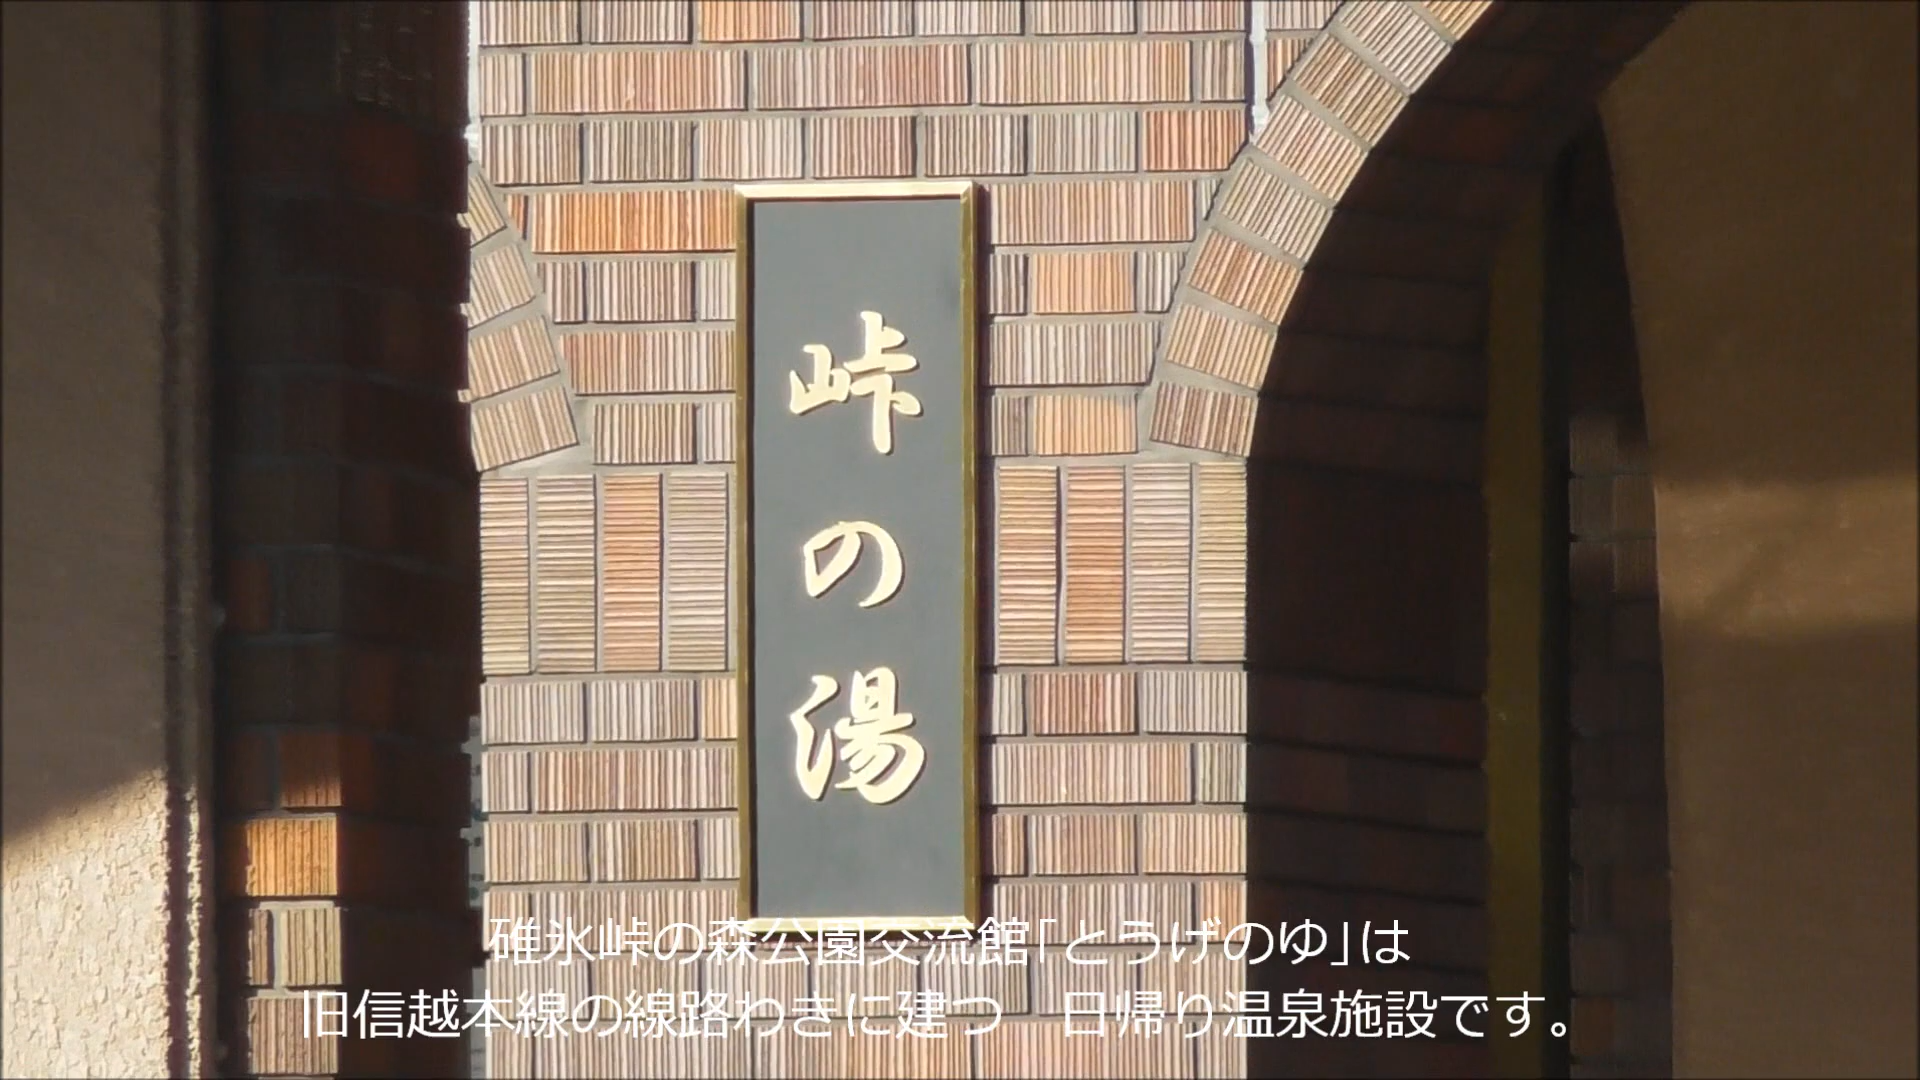 峠の湯
碓氷峠の森公園交流館「とうげのゆ」は
旧信越本線の線路わきに建つ　日帰り温泉施設です。